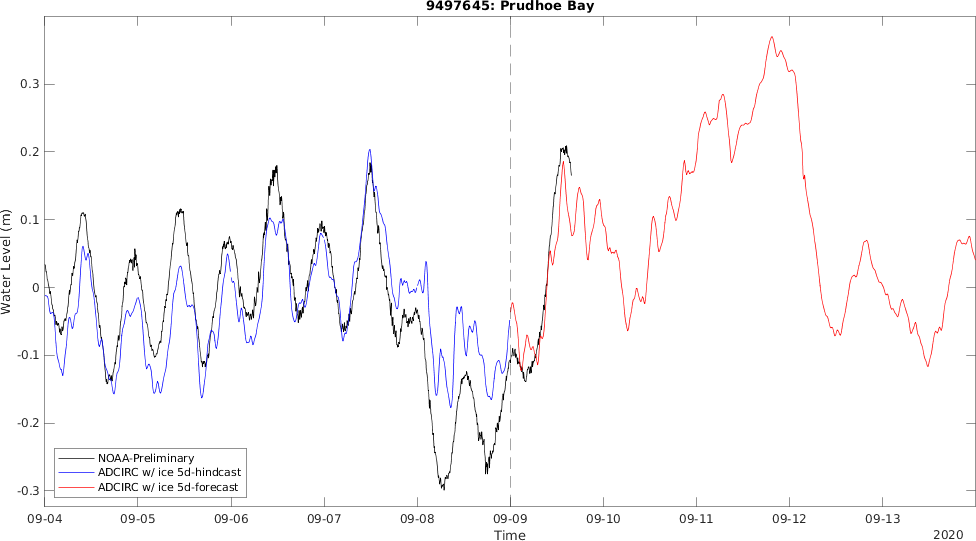 9497645: Prudhoe Bay
0.3
0.2
0.1
0
-0.1
-0.2
-0.3
Water Level (m)
NOAA-Preliminary
ADCIRC w/ ice 5d-hindcast
ADCIRC w/ ice 5d-forecast
09-04 09-05 09-06 09-07 09-08 09-09 09-10 09-11 09-12 09-13
Time
2020